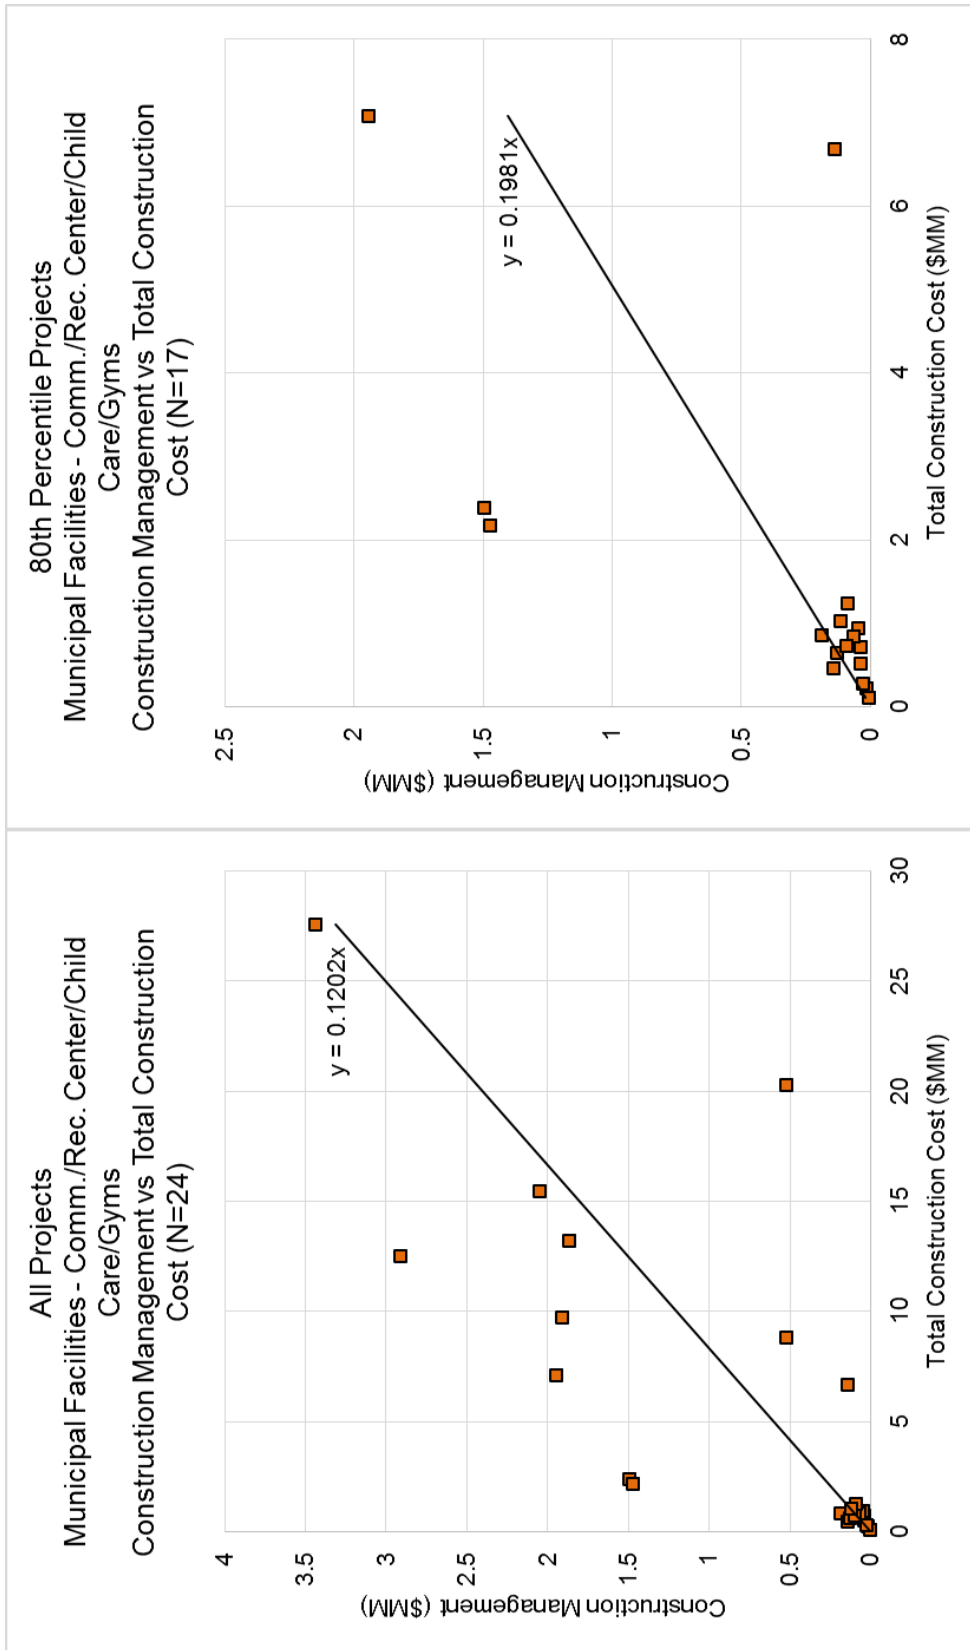 All Projects
Municipal Facilities - Comm./Rec. Center/Child
Care/Gyms
Construction Management vs Total Construction
Cost (N=24)
Construction Management ($MM)
4
3.5
3
2.5
2
1.5
1
0.5
0
y = 0.1202x
0
5
10
15
20
25
30
Total Construction Cost ($MM)
80th Percentile Projects
Municipal Facilities - Comm./Rec. Center/Child
Care/Gyms
Construction Management vs Total Construction
Cost (N=17)
Construction Management ($MM)
2.5
2
1.5
1
0.5
0
y = 0.1981x
0
2
4
6
8
Total Construction Cost ($MM)